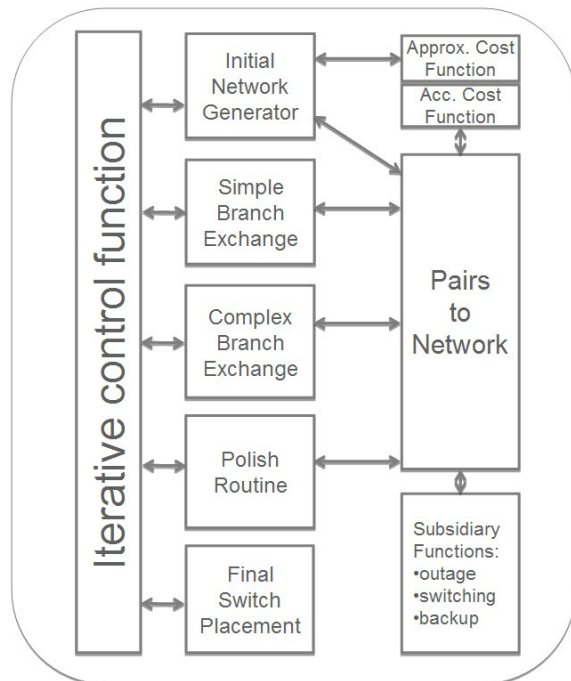 Iterative control function
Initial
Network
Generator
Simple
Branch
Exchange
Complex
Branch
Exchange
Polish
Routine
Final
Switch
Placement
Approx. Cost
Function
Acc. Cost
Function
Pairs
to
Network
Subsidiary
Functions:
•outage
•switching
•backup